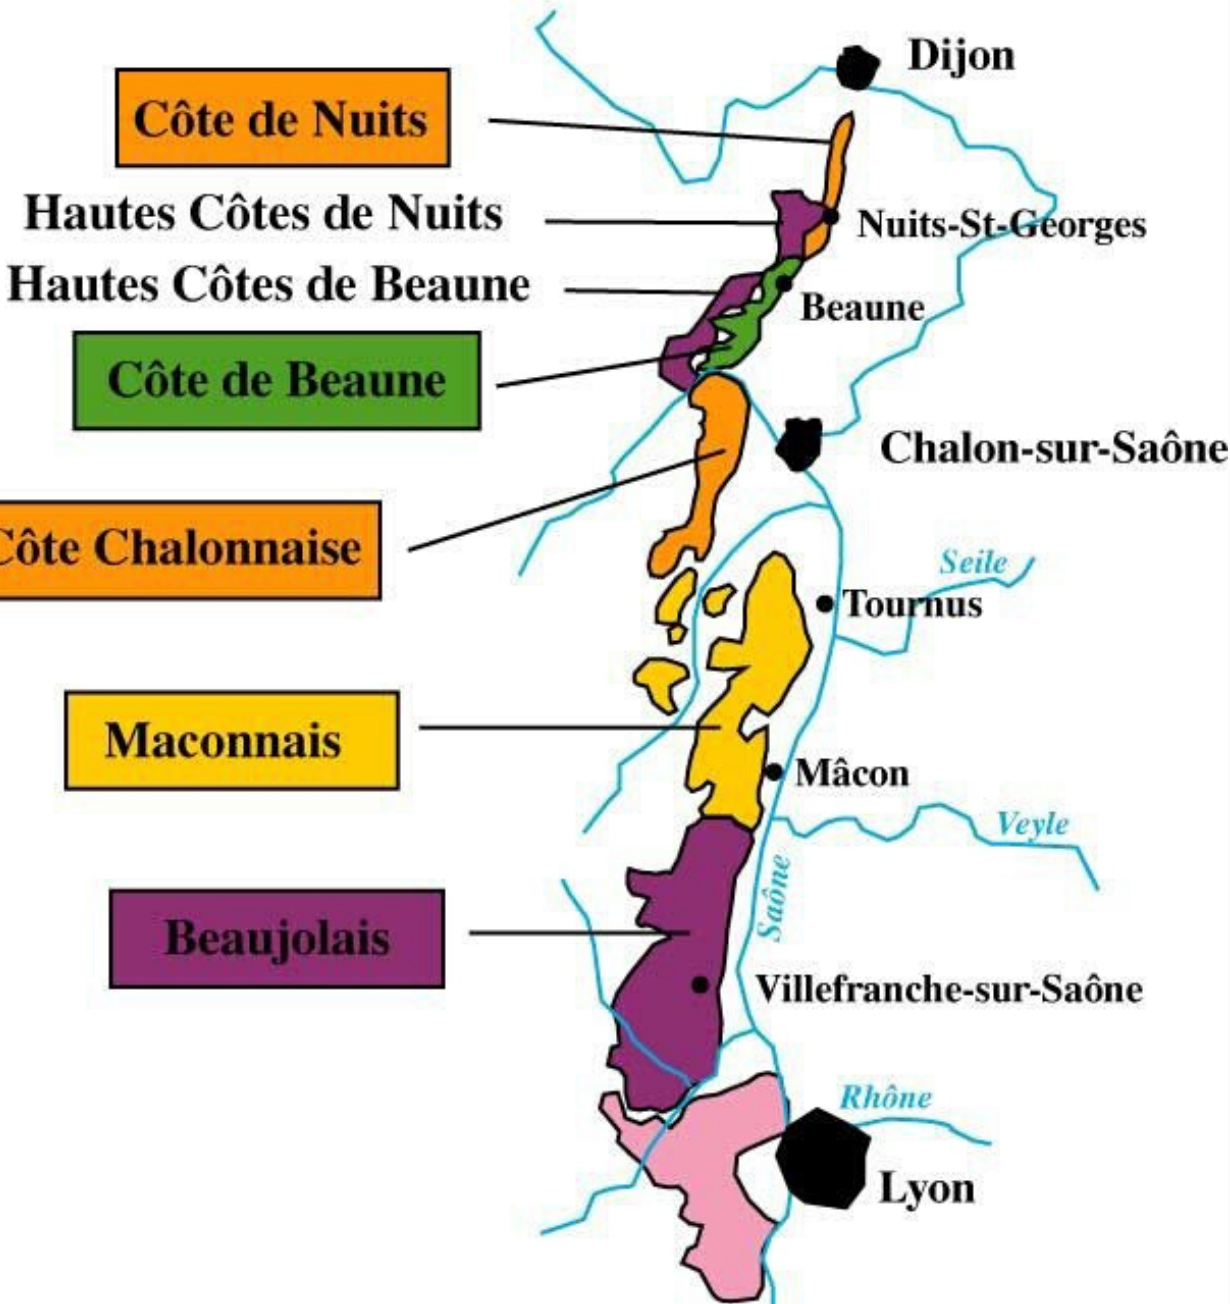 Dijon
Côte de Nuits
Hautes Côtes de Nuits
Nuits-St-Georges
Hautes Côtes de Beaune
Beaune
Côte de Beaune
Chalon-sur-Saône
Côte Chalonnaise
Seile
Tournus
Maconnais
Mâcon
Veyle
Saône
Beaujolais
Villefranche-sur-Saône
Rhône
Lyon